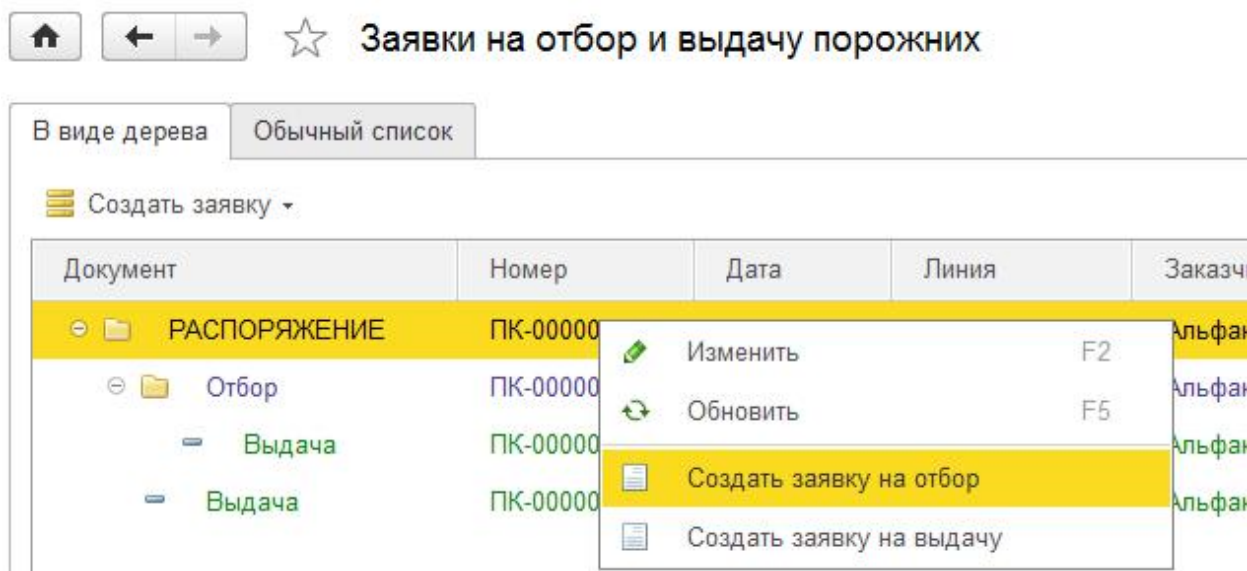 Заявки на отбор и выдачу порожних
В виде дерева Обычный список
Создать заявку
Документ Номер Дата Линия
РАСПОРЯЖЕНИЕ ПК-00000
Изменить F2
Отбор ПК-00000
Обновить F5
Выдача ПК-00000
Создать заявку на отбор
Выдача ПК-00000
Создать заявку на выдачу